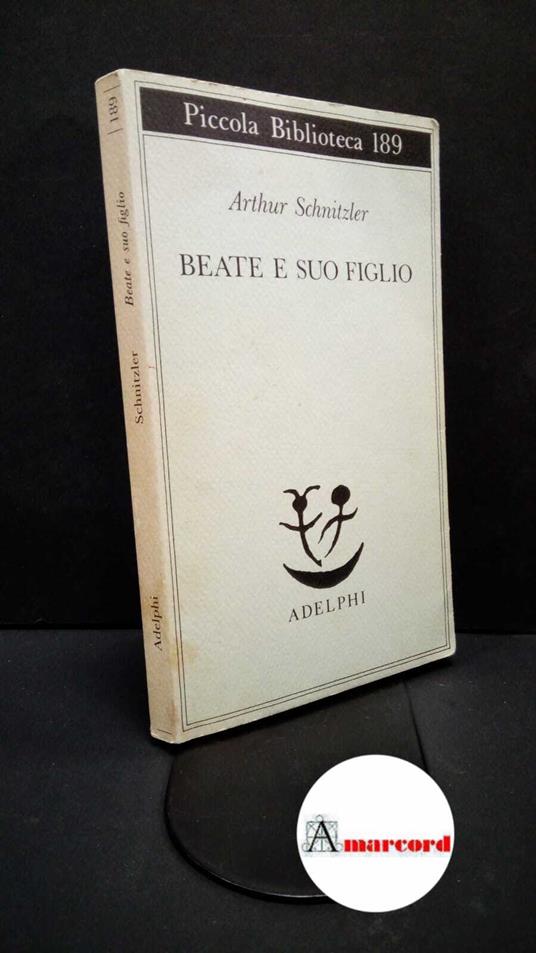 Piccola Biblioteca 189
Arthur Schnitzler
BEATE E SUO FIGLIO
ADELPHI
|189|
Beate e suo figlio
Schnitzler
Adelphi
Amarcord